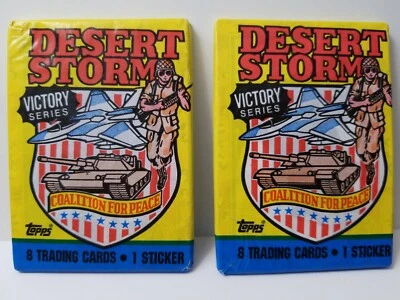 DESERT
STORM
VICTORY
SERIES
COALITION FOR PEACE
Topps
8 TRADING CARDS • 1 STICKER
DESERT
STORM
VICTORY
SERIES
COALITION FOR PEACE
Topps
8 TRADING CARDS • 1 STICKER